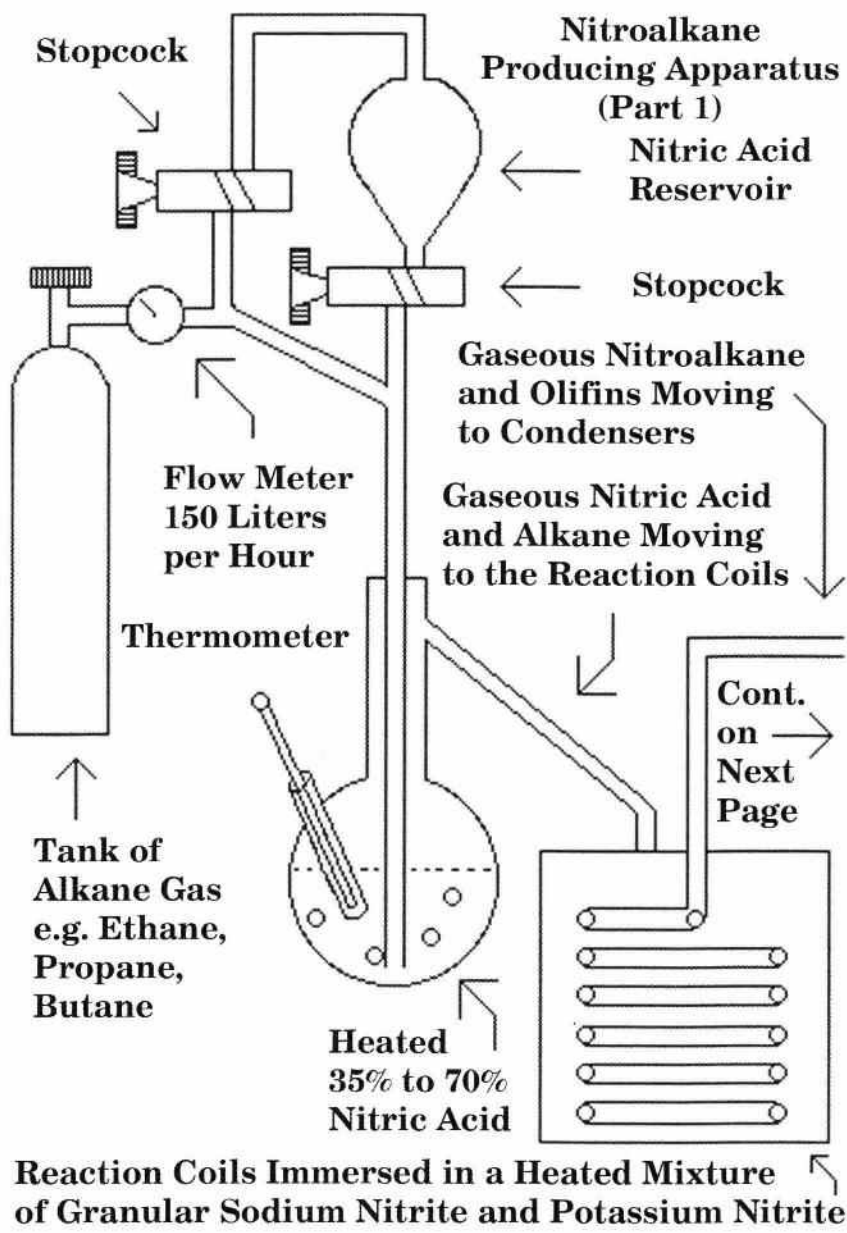 Stopcock
Nitroalkane
Producing Apparatus
(Part 1)
Nitric Acid
Reservoir
Stopcock
Gaseous Nitroalkane
and Olifins Moving
to Condensers
Flow Meter
150 Liters
per Hour
Gaseous Nitric Acid
and Alkane Moving
to the Reaction Coils
Thermometer
Cont.
on
Next
Page
Tank of
Alkane Gas
e.g. Ethane,
Propane,
Butane
Heated
35% to 70%
Nitric Acid
Reaction Coils Immersed in a Heated Mixture
of Granular Sodium Nitrite and Potassium Nitrite